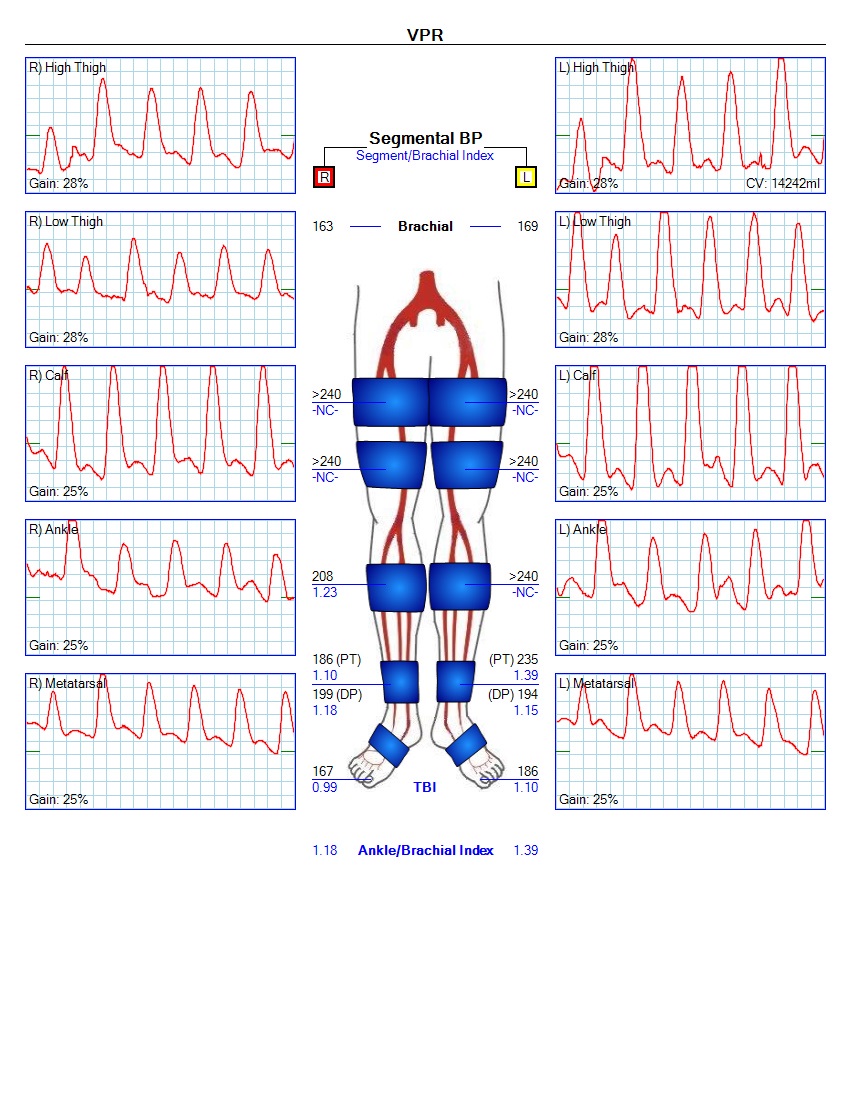 VPR
R) High Thigh
Gain: 28%
L) High Thigh
Gain: 28%
CV: 14242ml
Segmental BP
Segment/Brachial Index
R
L
R) Low Thigh
Gain: 28%
163
Brachial
169
L) Low Thigh
Gain: 28%
R) Calf
Gain: 25%
>240
-NC-
>240
-NC-
L) Calf
Gain: 25%
>240
-NC-
>240
-NC-
R) Ankle
Gain: 25%
208
1.23
>240
-NC-
L) Ankle
Gain: 25%
R) Metatarsal
Gain: 25%
186 (PT)
1.10
199 (DP)
1.18
(PT) 235
1.39
(DP) 194
1.15
L) Metatarsal
Gain: 25%
167
0.99
TBI
186
1.10
1.18
Ankle/Brachial Index
1.39